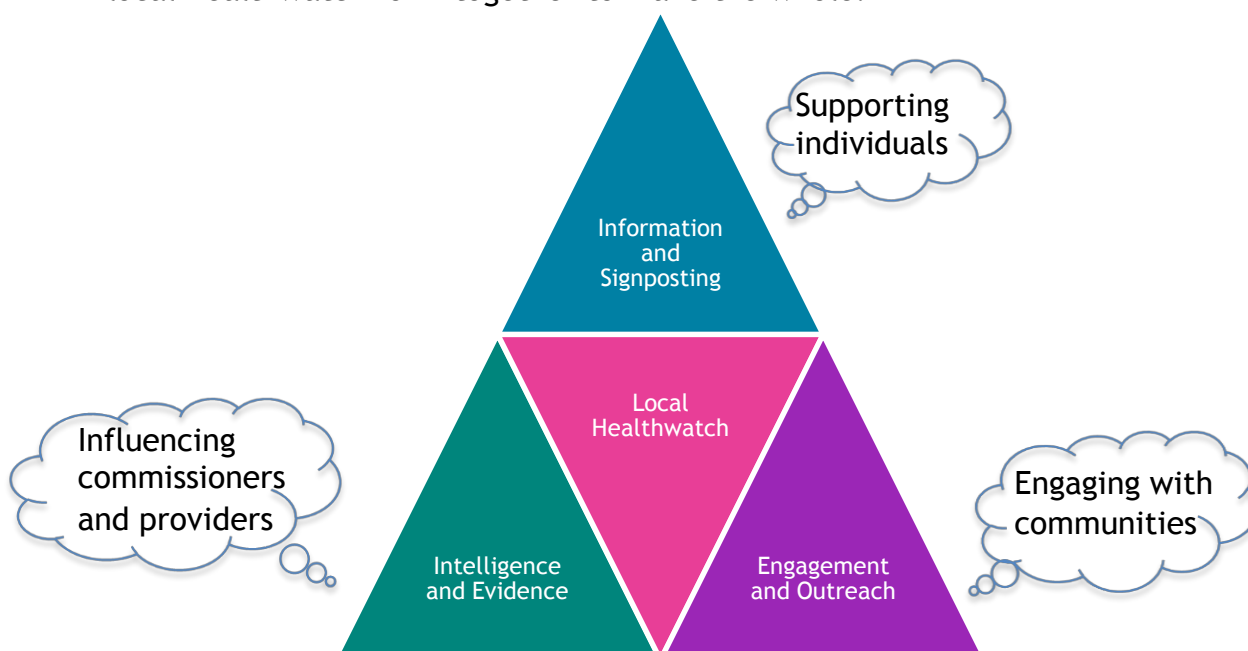 Supporting
individuals
Information
and
Signposting
Local
Healthwatch
Influencing
commissioners
and providers
Engaging with
communities
Intelligence
and Evidence
Engagement
and Outreach